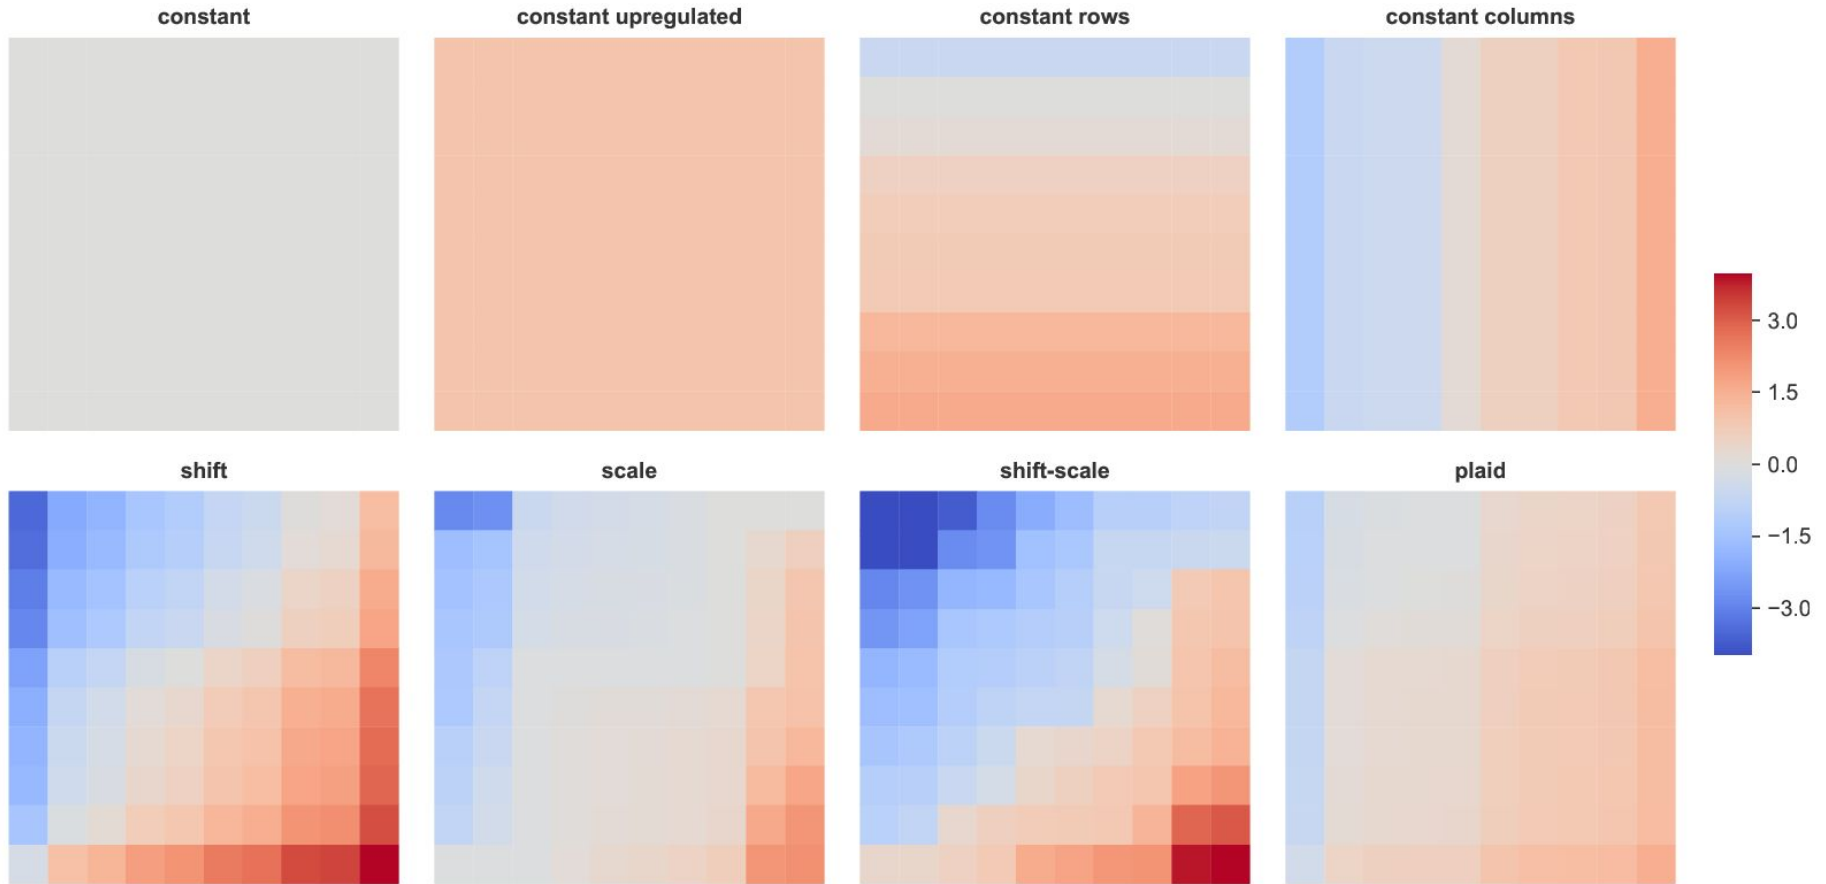 constant
constant upregulated
constant rows
constant columns
shift
scale
shift-scale
plaid
3.0
1.5
0.0
−1.5
−3.0